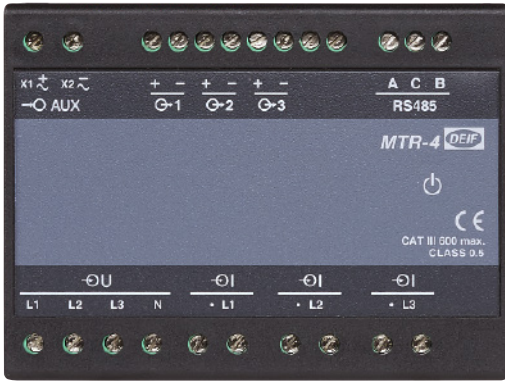 X1 X2
AUX
+ - + - + -
1 2 3
A C B
RS485
MTR-4 DEIF
CE
CAT III 600 max.
CLASS 0.5
U I I I
L1 L2 L3 N • L1 • L2 • L3